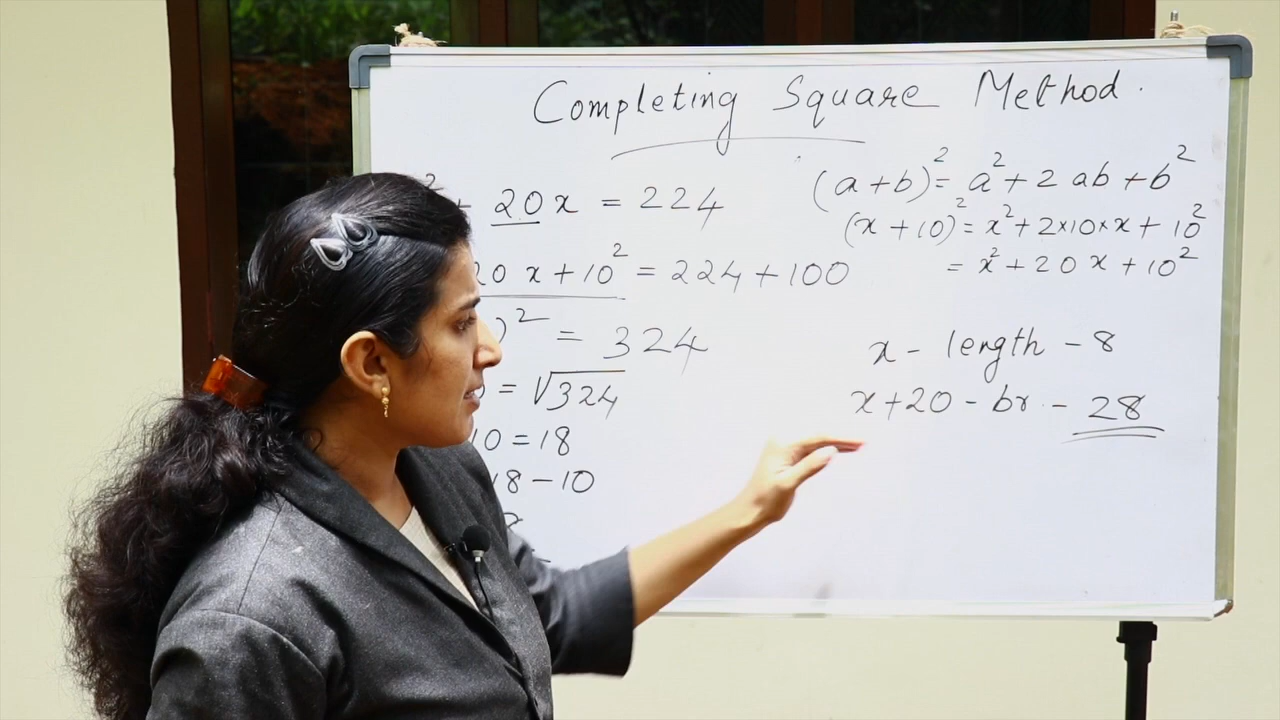 Completing Square Method.
+ 20x = 224
20x + 10² = 224 + 100
)² = 324
= √324
10 = 18
18 - 10
(a + b)² = a² + 2ab + b²
(x + 10)² = x² + 2×10×x + 10²
= x² + 20x + 10²
x - length - 8
x + 20 - br - 28